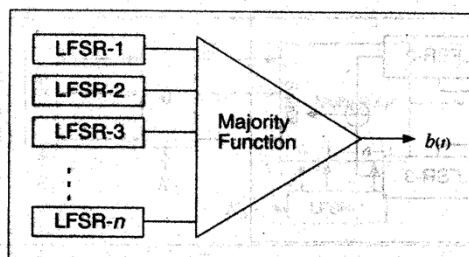 LFSR-1
LFSR-2
LFSR-3
LFSR-n
Majority
Function
b(t)